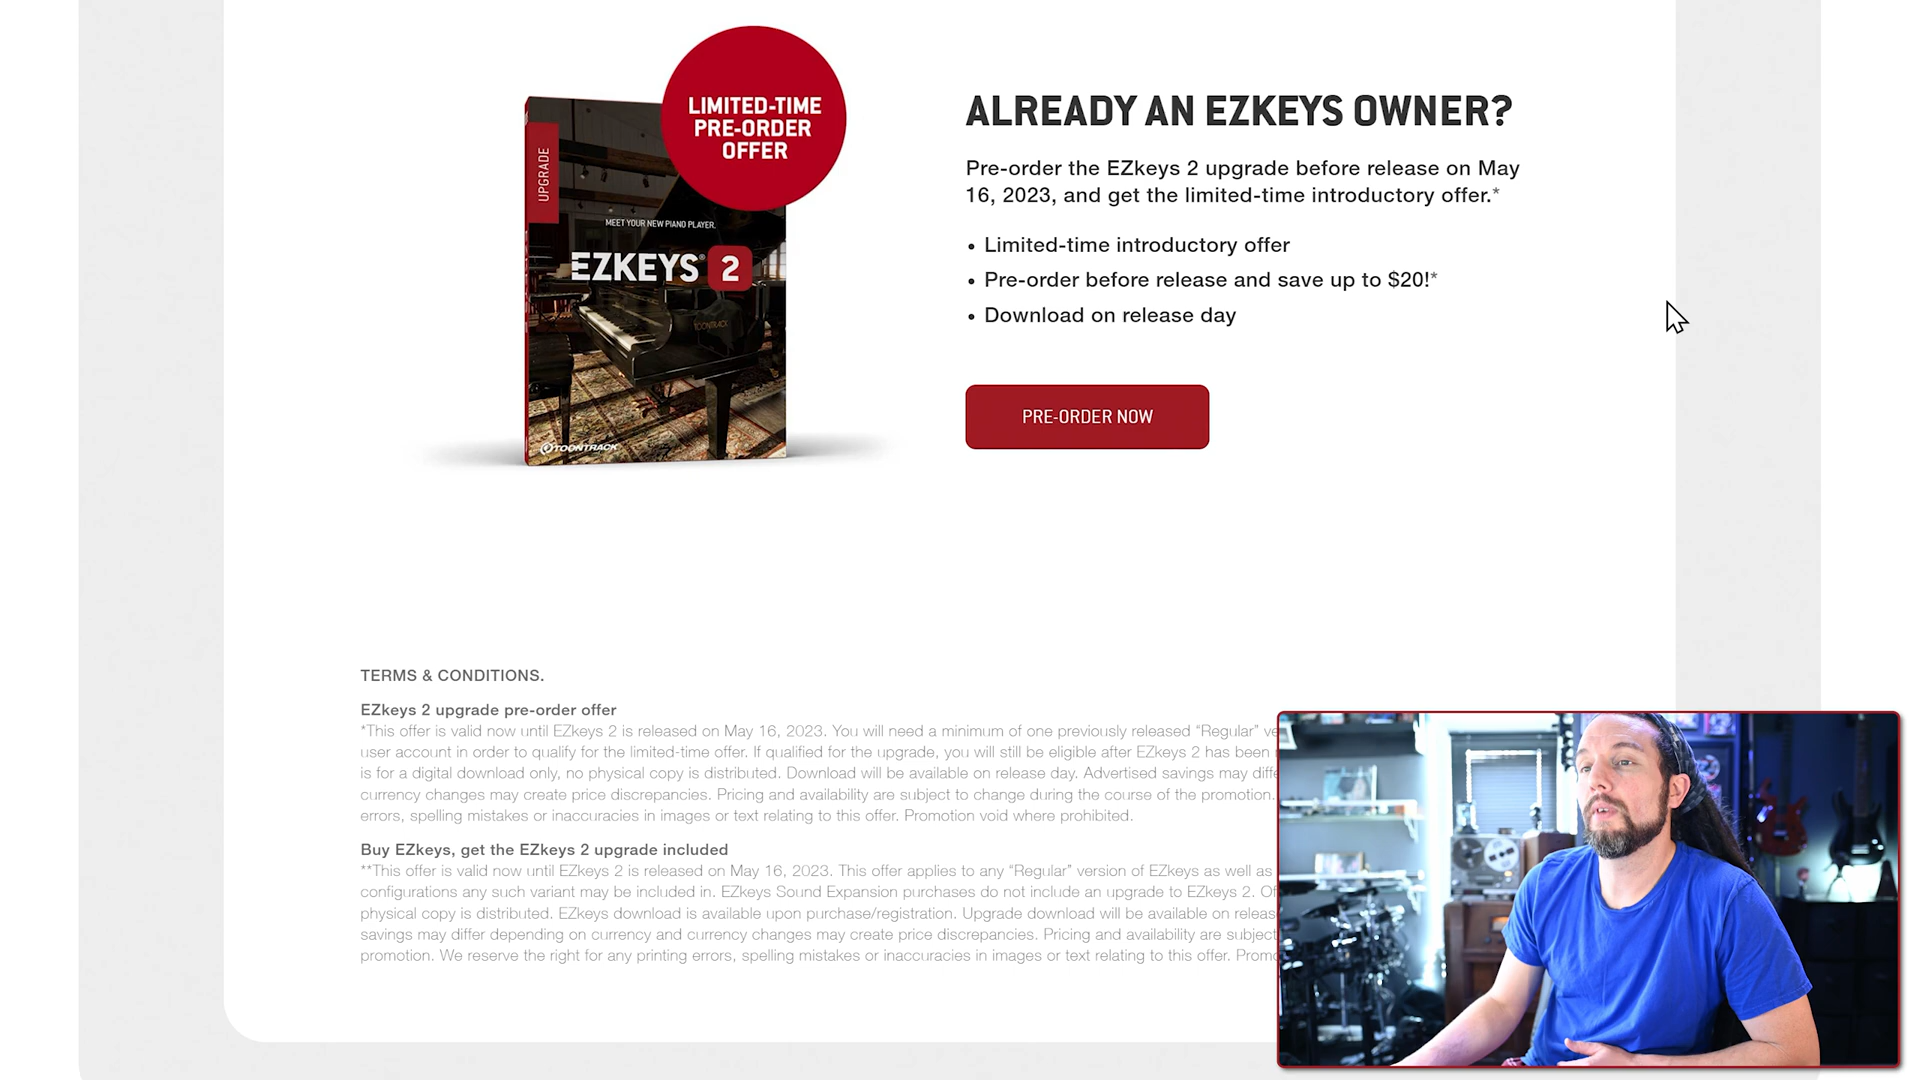 LIMITED-TIME
PRE-ORDER
OFFER
UPGRADE
MEET YOUR NEW PIANO PLAYER.
EZKEYS® 2
TOONTRACK
TOONTRACK
ALREADY AN EZKEYS OWNER?
Pre-order the EZkeys 2 upgrade before release on May
16, 2023, and get the limited-time introductory offer.*
• Limited-time introductory offer
• Pre-order before release and save up to $20!*
• Download on release day
PRE-ORDER NOW
TERMS & CONDITIONS.
EZkeys 2 upgrade pre-order offer
*This offer is valid now until EZkeys 2 is released on May 16, 2023. You will need a minimum of one previously released “Regular”
user account in order to qualify for the limited-time offer. If qualified for the upgrade, you will still be eligible after EZkeys 2 has been
is for a digital download only, no physical copy is distributed. Download will be available on release day. Advertised savings may
currency changes may create price discrepancies. Pricing and availability are subject to change during the course of the promotion.
errors, spelling mistakes or inaccuracies in images or text relating to this offer. Promotion void where prohibited.
Buy EZkeys, get the EZkeys 2 upgrade included
**This offer is valid now until EZkeys 2 is released on May 16, 2023. This offer applies to any “Regular” version of EZkeys as well as
configurations any such variant may be included in. EZkeys Sound Expansion purchases do not include an upgrade to EZkeys 2.
physical copy is distributed. EZkeys download is available upon purchase/registration. Upgrade download will be available on
savings may differ depending on currency and currency changes may create price discrepancies. Pricing and availability are subject
promotion. We reserve the right for any printing errors, spelling mistakes or inaccuracies in images or text relating to this offer.